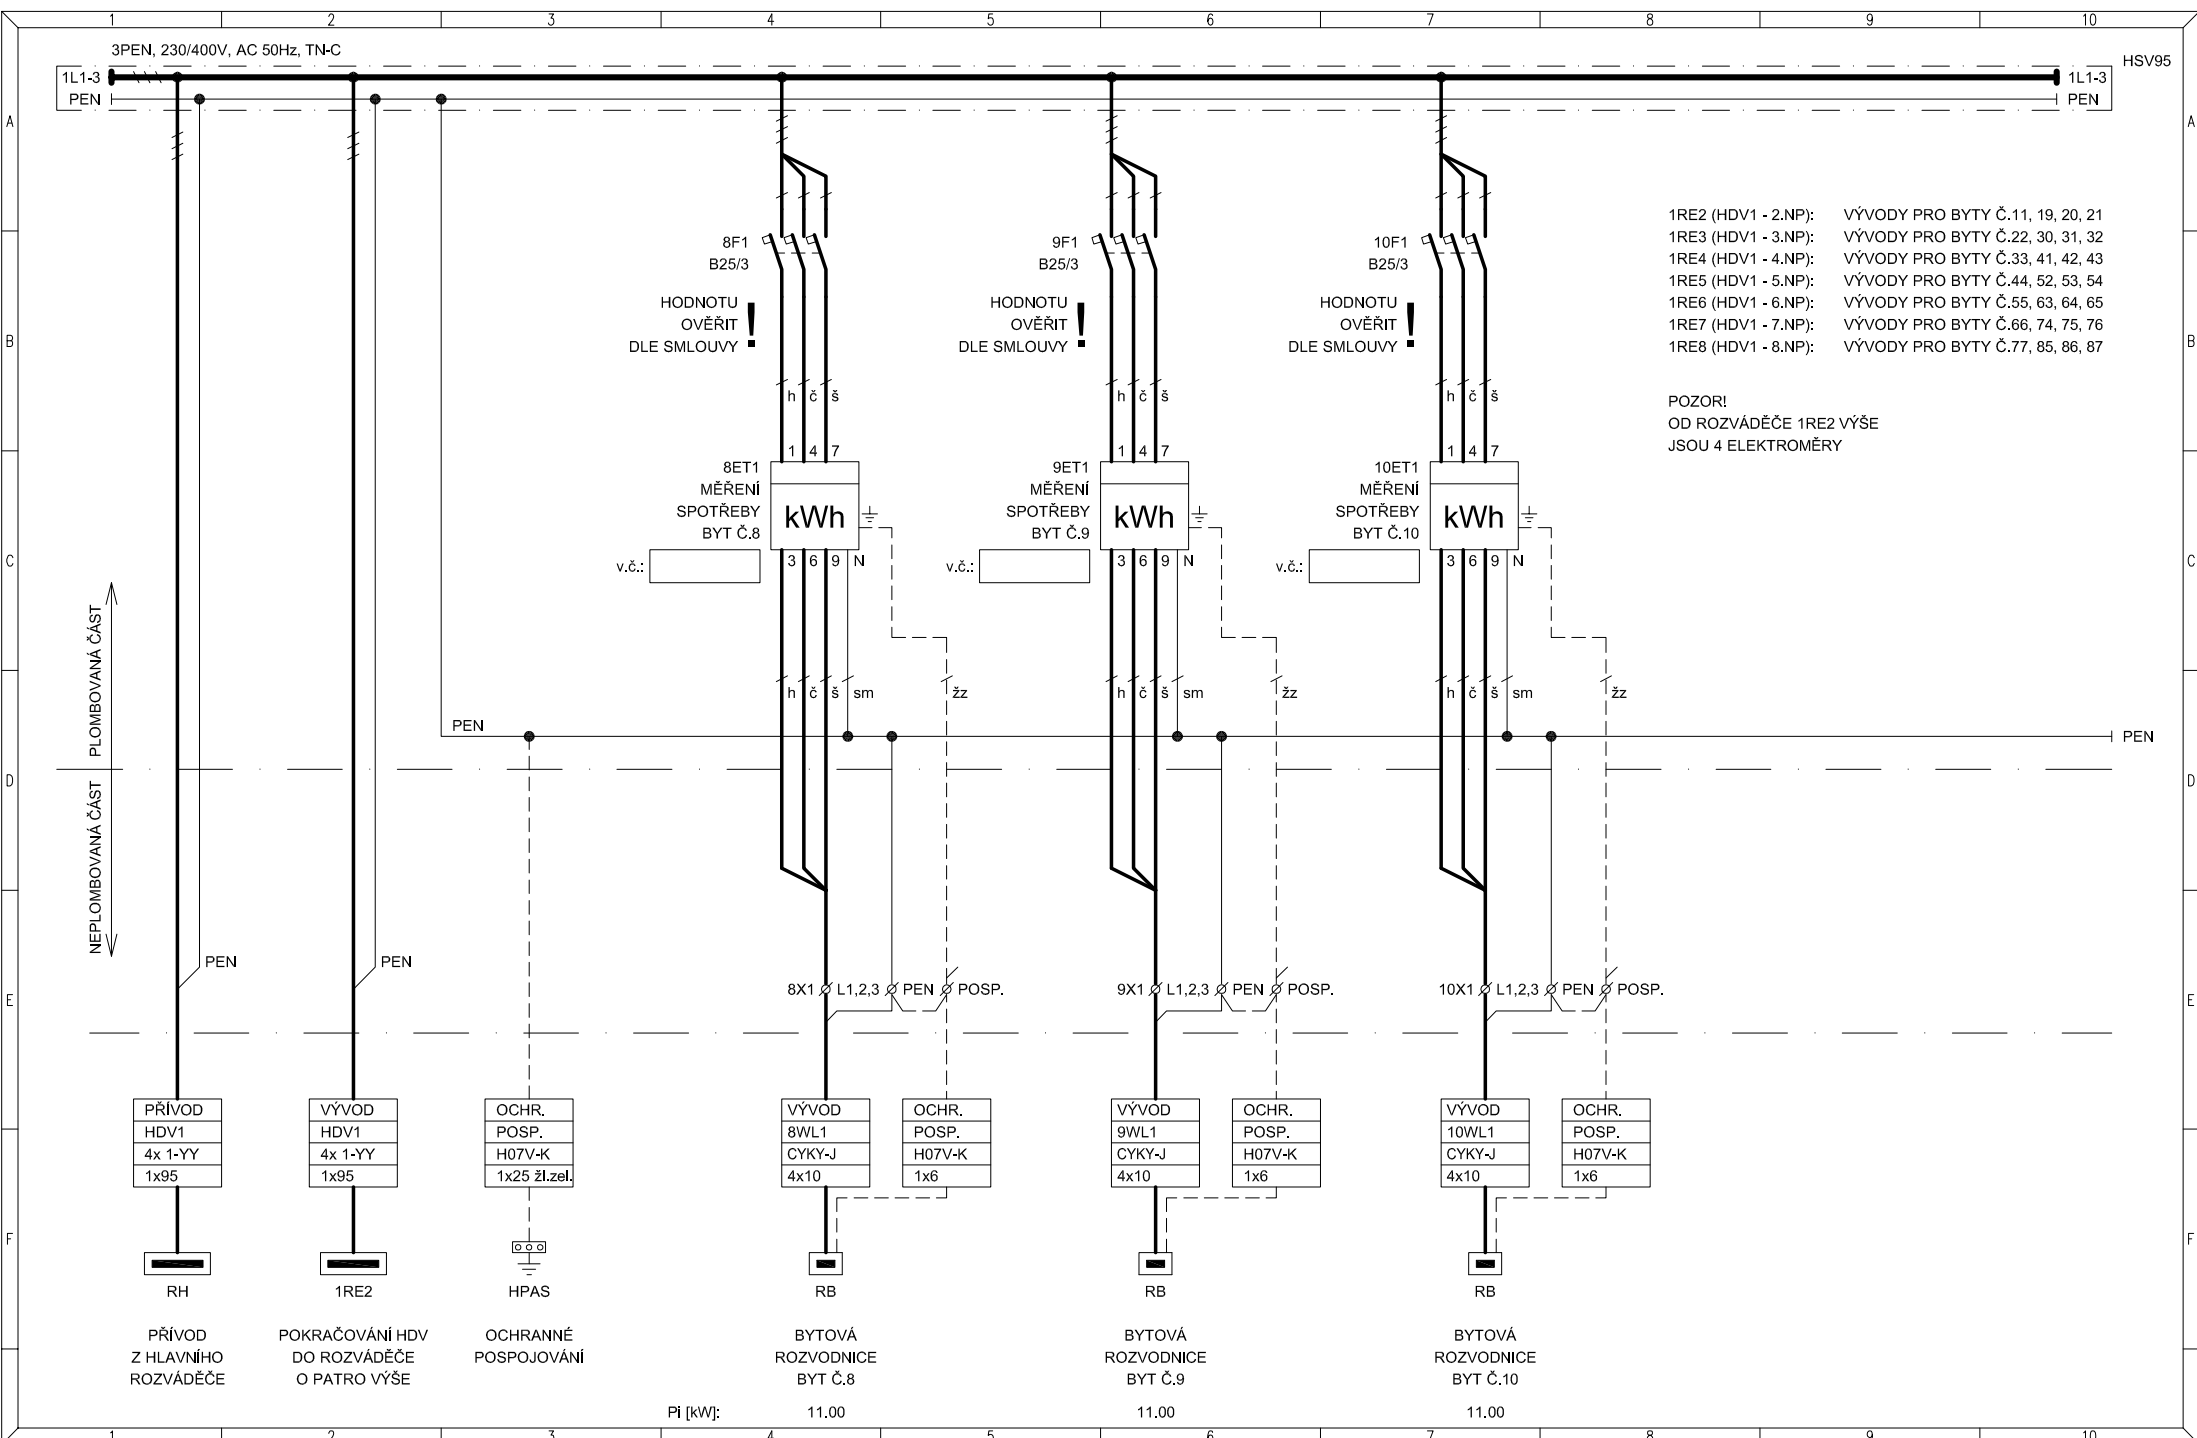 1 2 3 4 5 6 7 8 9 10
3PEN, 230/400V, AC 50Hz, TN-C
HSV95
1L1-3
1L1-3
PEN
PEN
A
A
1RE2 (HDV1 - 2.NP): VÝVODY PRO BYTY Č.11, 19, 20, 21
1RE3 (HDV1 - 3.NP): VÝVODY PRO BYTY Č.22, 30, 31, 32
1RE4 (HDV1 - 4.NP): VÝVODY PRO BYTY Č.33, 41, 42, 43
1RE5 (HDV1 - 5.NP): VÝVODY PRO BYTY Č.44, 52, 53, 54
1RE6 (HDV1 - 6.NP): VÝVODY PRO BYTY Č.55, 63, 64, 65
1RE7 (HDV1 - 7.NP): VÝVODY PRO BYTY Č.66, 74, 75, 76
1RE8 (HDV1 - 8.NP): VÝVODY PRO BYTY Č.77, 85, 86, 87
POZOR!
OD ROZVÁDĚČE 1RE2 VÝŠE
JSOU 4 ELEKTROMĚRY
8F1
B25/3
HODNOTU
OVĚŘIT
DLE SMLOUVY !
9F1
B25/3
HODNOTU
OVĚŘIT
DLE SMLOUVY !
10F1
B25/3
HODNOTU
OVĚŘIT
DLE SMLOUVY !
B
B
h č š
h č š
h č š
1 4 7
1 4 7
1 4 7
8ET1
MĚŘENÍ
SPOTŘEBY
BYT Č.8
kWh
9ET1
MĚŘENÍ
SPOTŘEBY
BYT Č.9
kWh
10ET1
MĚŘENÍ
SPOTŘEBY
BYT Č.10
kWh
C
C
v.č.:
3 6 9 N
v.č.:
3 6 9 N
v.č.:
3 6 9 N
PLOMBOVANÁ ČÁST
h č š sm žz
h č š sm žz
h č š sm žz
PEN
PEN
D
D
NEPLOMBOVANÁ ČÁST
PEN
PEN
E
E
8X1 L1,2,3 PEN POSP.
9X1 L1,2,3 PEN POSP.
10X1 L1,2,3 PEN POSP.
PŘÍVOD
HDV1
4x 1-YY
1x95
VÝVOD
HDV1
4x 1-YY
1x95
OCHR.
POSP.
H07V-K
1x25 žl.zel.
VÝVOD
8WL1
CYKY-J
4x10
OCHR.
POSP.
H07V-K
1x6
VÝVOD
9WL1
CYKY-J
4x10
OCHR.
POSP.
H07V-K
1x6
VÝVOD
10WL1
CYKY-J
4x10
OCHR.
POSP.
H07V-K
1x6
F
F
RH
PŘÍVOD
Z HLAVNÍHO
ROZVÁDĚČE
1RE2
POKRAČOVÁNÍ HDV
DO ROZVÁDĚČE
O PATRO VÝŠE
HPAS
OCHRANNÉ
POSPOJOVÁNÍ
RB
BYTOVÁ
ROZVODNICE
BYT Č.8
RB
BYTOVÁ
ROZVODNICE
BYT Č.9
RB
BYTOVÁ
ROZVODNICE
BYT Č.10
Pi [kW]: 11.00 11.00 11.00
1 2 3 4 5 6 7 8 9 10